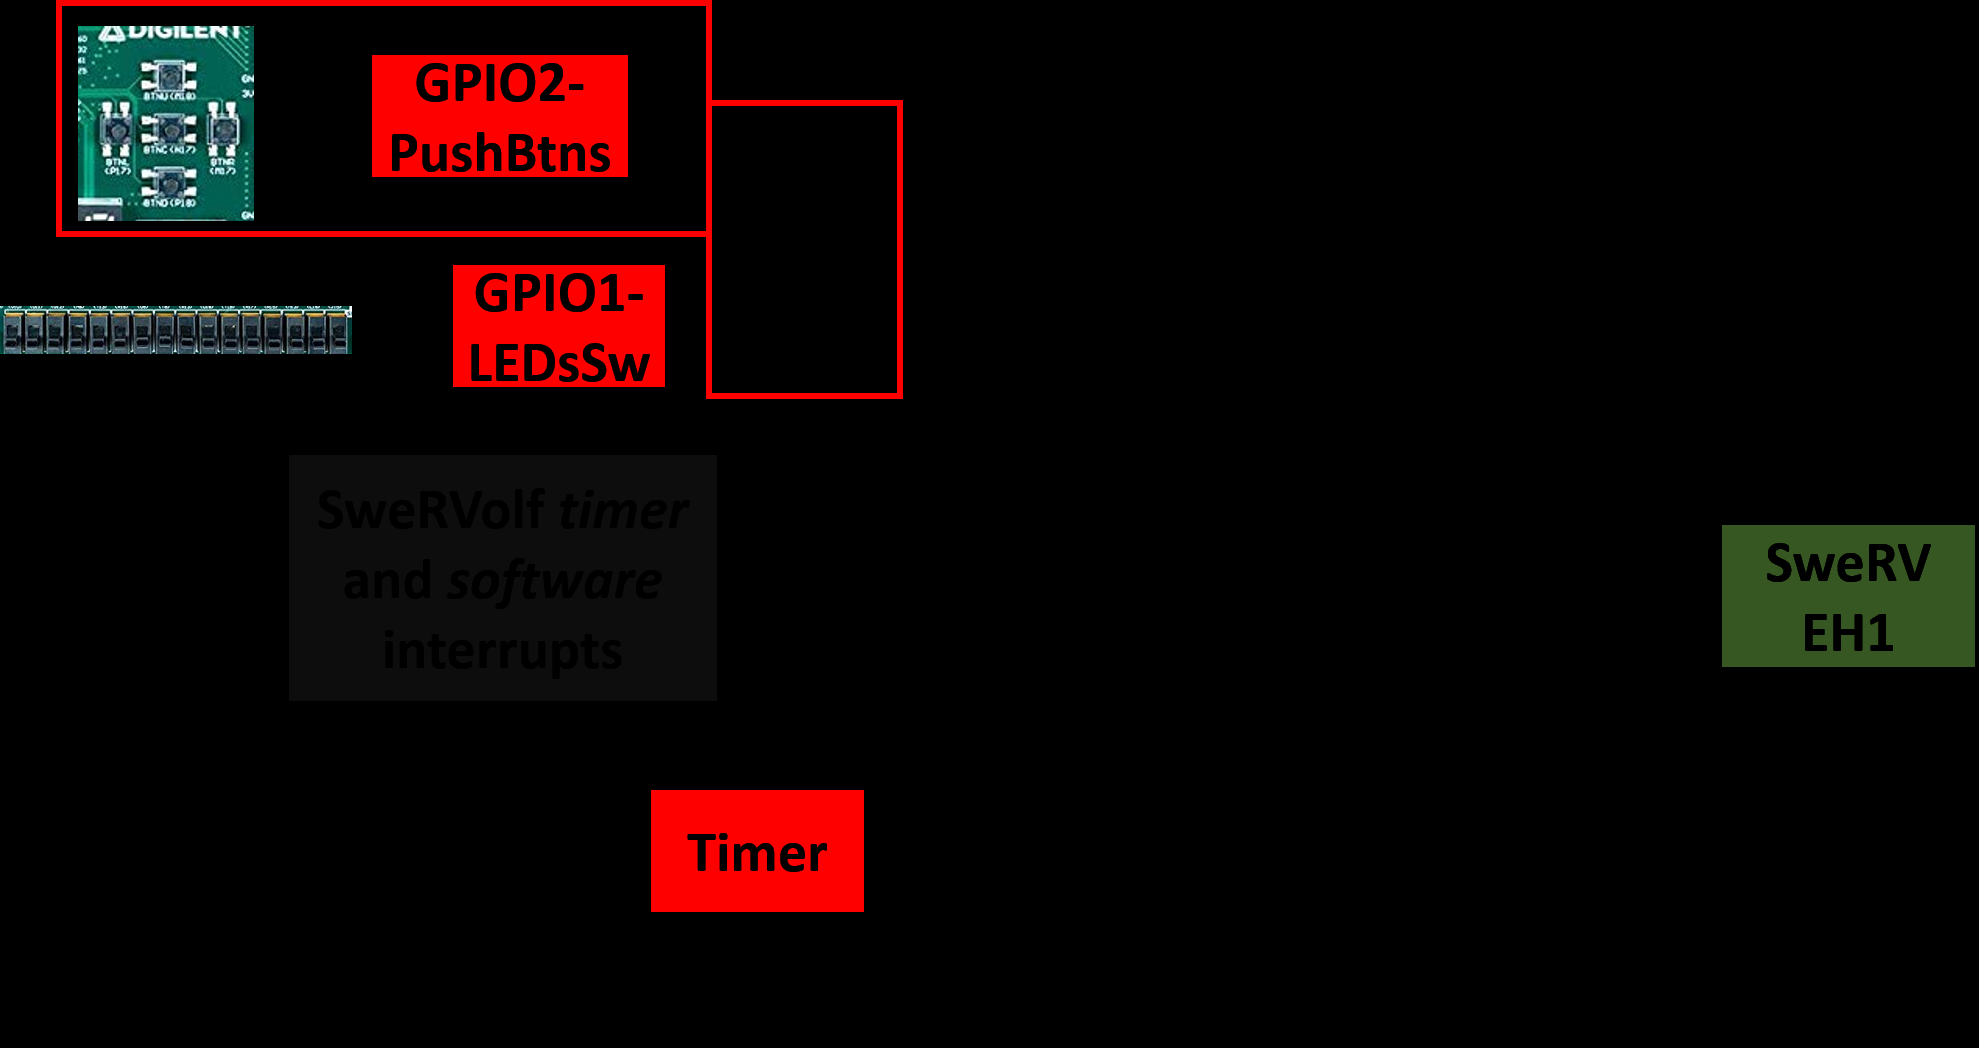 DIGILENT
GPIO2-
PushBtns
BTNU(M18)
BTNL
(P17)
BTNC(N17)
BTNR
(M17)
BTND(P18)
GPIO1-
LEDsSw
SweRVolf timer
and software
interrupts
SweRV
EH1
Timer